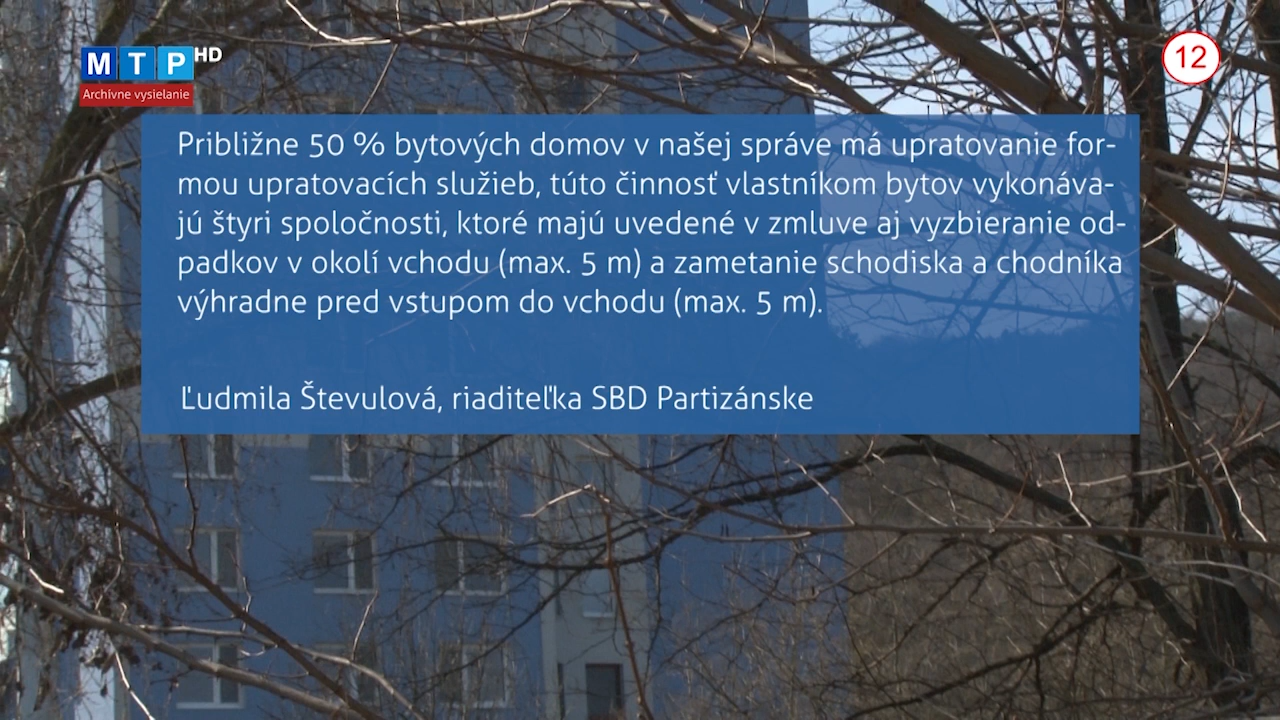 MTP HD
Archívne vysielanie
12
Približne 50 % bytových domov v našej správe má upratovanie for-
mou upratovacích služieb, túto činnosť vlastníkom bytov vykonáva-
jú štyri spoločnosti, ktoré majú uvedené v zmluve aj vyzbieranie od-
padkov v okolí vchodu (max. 5 m) a zametanie schodiska a chodníka
výhradne pred vstupom do vchodu (max. 5 m).
Ľudmila Števulová, riaditeľka SBD Partizánske